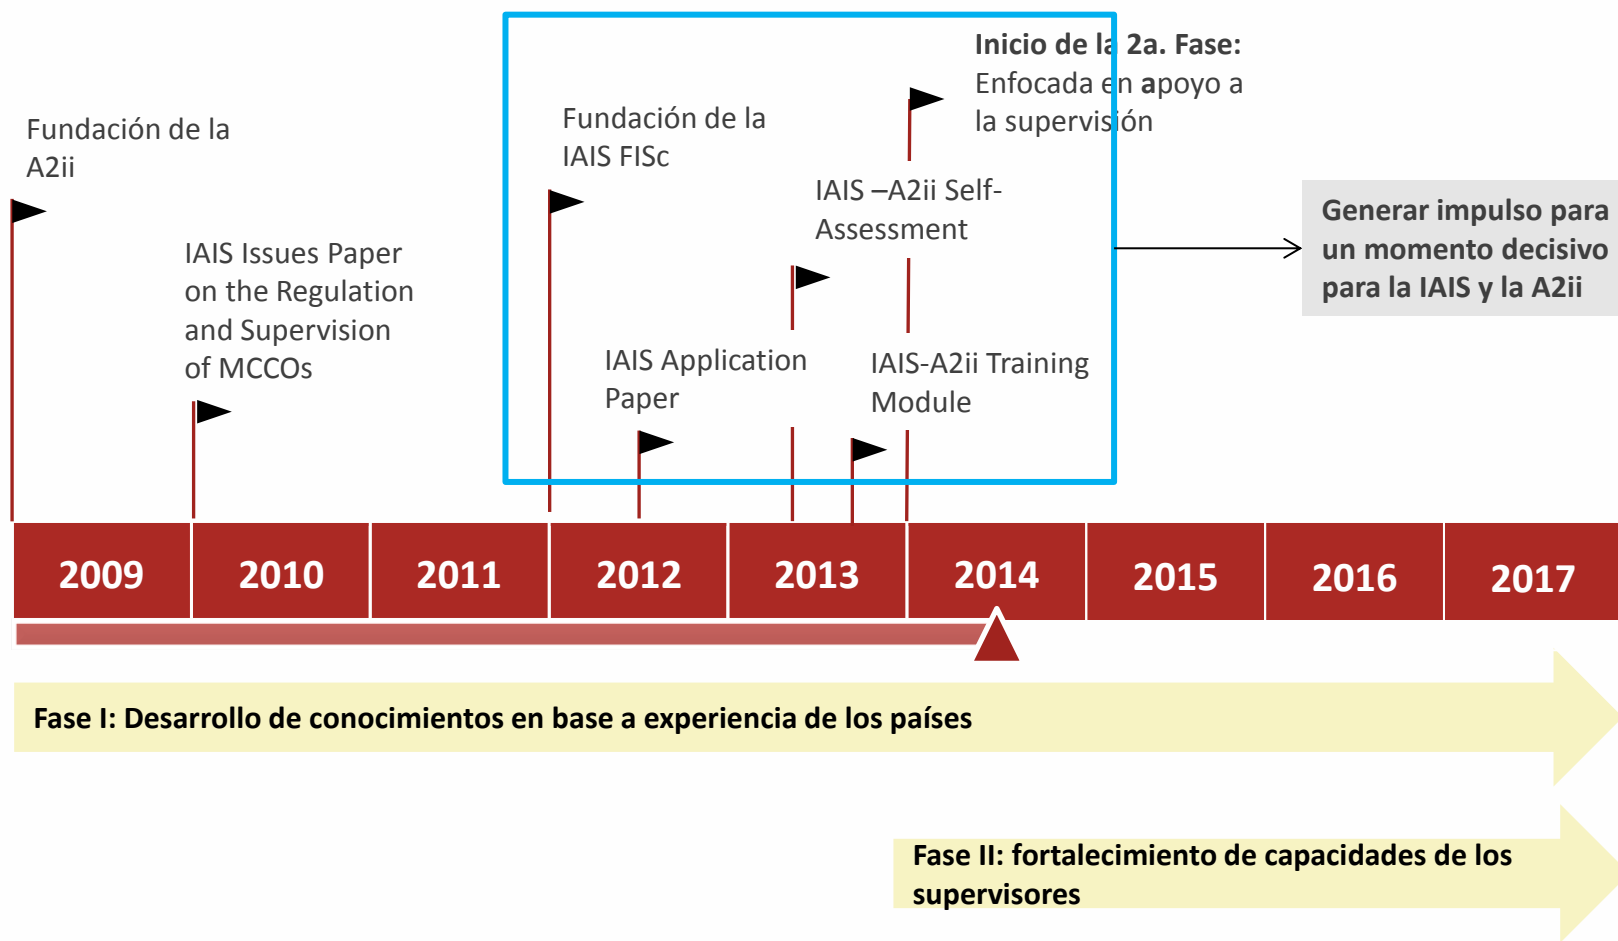 Inicio de la 2a. Fase:
Enfocada en apoyo a
la supervisión
Fundación de la
A2ii
Fundación de la
IAIS FISc
IAIS –A2ii Self-
Assessment
Generar impulso para
un momento decisivo
para la IAIS y la A2ii
IAIS Issues Paper
on the Regulation
and Supervision
of MCCOs
IAIS Application
Paper
IAIS-A2ii Training
Module
2009 2010 2011 2012 2013 2014 2015 2016 2017
Fase I: Desarrollo de conocimientos en base a experiencia de los países
Fase II: fortalecimiento de capacidades de los
supervisores